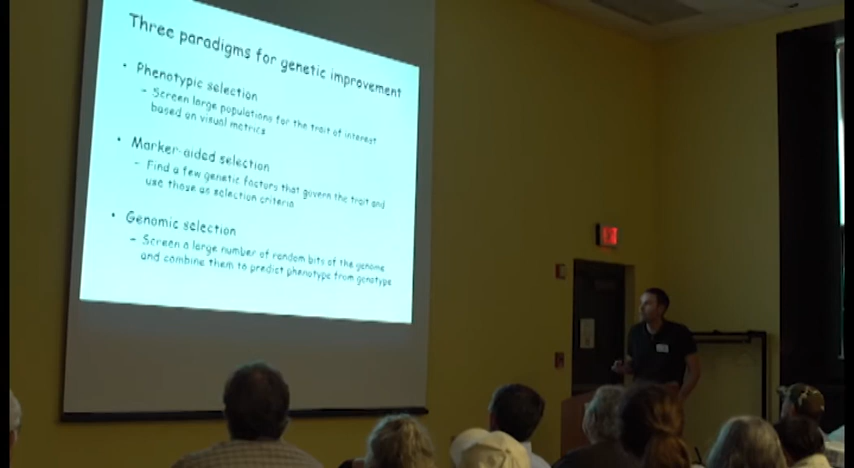 Three paradigms for genetic improvement
• Phenotypic selection
– Screen large populations for the trait of interest
based on visual metrics
• Marker-aided selection
– Find a few genetic factors that govern the trait and
use those as selection criteria
• Genomic selection
– Screen a large number of random bits of the genome
and combine them to predict phenotype from genotype